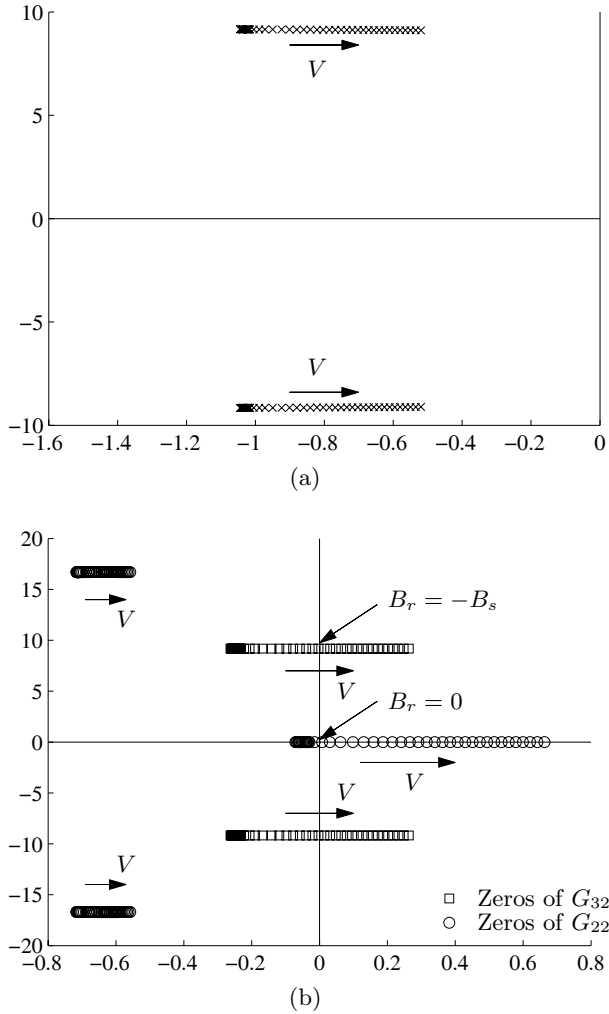 10
V
5
0
−5
V
−10
−1.6 −1.4 −1.2 −1 −0.8 −0.6 −0.4 −0.2 0
(a)
20
15
V
10
B_r = −B_s
V
5
B_r = 0
0
V
−5
V
−10
V
−15
−20
Zeros of G_32
Zeros of G_22
−0.8 −0.6 −0.4 −0.2 0 0.2 0.4 0.6 0.8
(b)